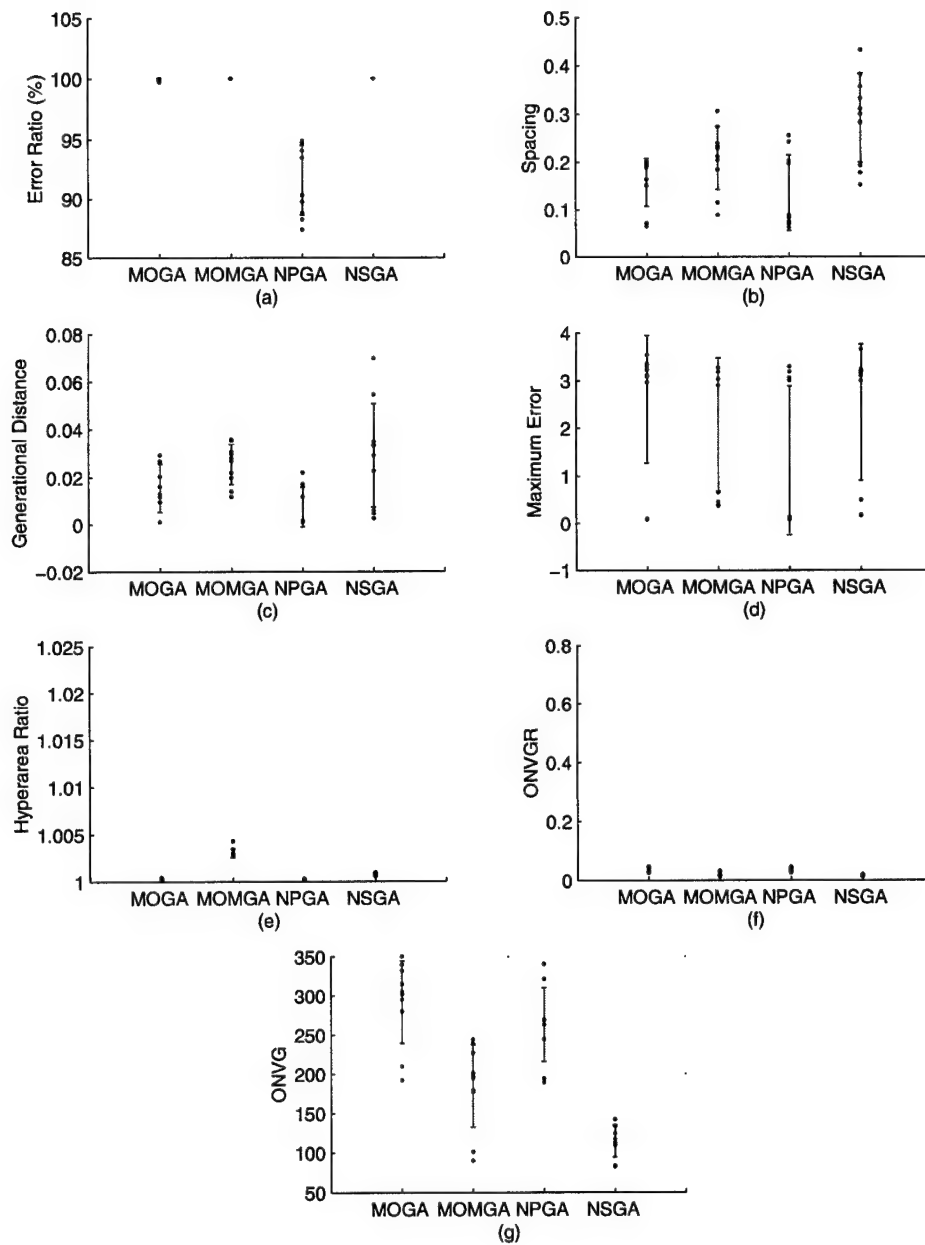 105
100
95
90
85
Error Ratio (%)
MOGA MOMGA NPGA NSGA
(a)
0.5
0.4
0.3
0.2
0.1
0
Spacing
MOGA MOMGA NPGA NSGA
(b)
0.08
0.06
0.04
0.02
0
−0.02
Generational Distance
MOGA MOMGA NPGA NSGA
(c)
4
3
2
1
0
−1
Maximum Error
MOGA MOMGA NPGA NSGA
(d)
1.025
1.02
1.015
1.01
1.005
1
Hyperarea Ratio
MOGA MOMGA NPGA NSGA
(e)
0.8
0.6
0.4
0.2
0
ONVGR
MOGA MOMGA NPGA NSGA
(f)
350
300
250
200
150
100
50
ONVG
MOGA MOMGA NPGA NSGA
(g)